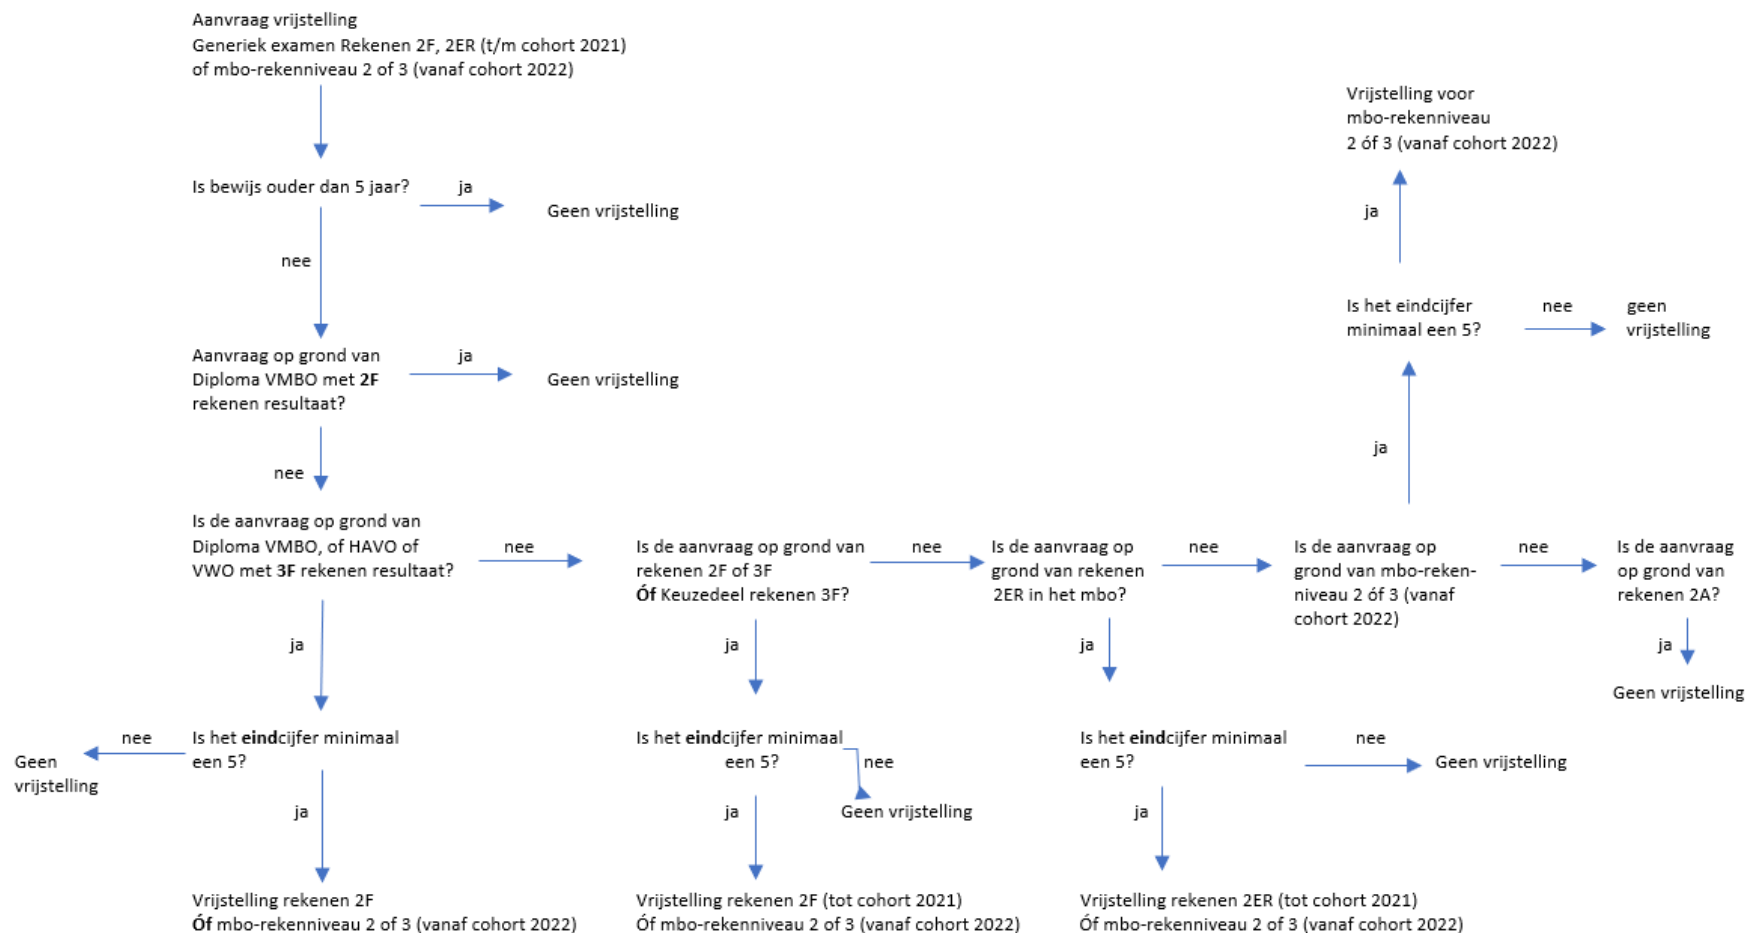 Aanvraag vrijstelling
Generiek examen Rekenen 2F, 2ER (t/m cohort 2021)
of mbo-rekenniveau 2 of 3 (vanaf cohort 2022)
Vrijstelling voor
mbo-rekenniveau
2 óf 3 (vanaf cohort 2022)
Is bewijs ouder dan 5 jaar?
ja
Geen vrijstelling
ja
nee
Is het eindcijfer
minimaal een 5?
nee
geen
vrijstelling
Aanvraag op grond van
Diploma VMBO met 2F
rekenen resultaat?
ja
Geen vrijstelling
ja
nee
Is de aanvraag op grond van
Diploma VMBO, of HAVO of
VWO met 3F rekenen resultaat?
nee
Is de aanvraag op grond van
rekenen 2F of 3F
Óf Keuzedeel rekenen 3F?
nee
Is de aanvraag op
grond van rekenen
2ER in het mbo?
nee
Is de aanvraag op
grond van mbo-reken-
niveau 2 óf 3 (vanaf
cohort 2022)
nee
Is de aanvraag
op grond van
rekenen 2A?
ja
ja
ja
ja
Geen vrijstelling
Geen
vrijstelling
nee
Is het eindcijfer minimaal
een 5?
Is het eindcijfer minimaal
een 5?
nee
Geen vrijstelling
Is het eindcijfer minimaal
een 5?
nee
Geen vrijstelling
ja
ja
ja
Vrijstelling rekenen 2F
Óf mbo-rekenniveau 2 of 3 (vanaf cohort 2022)
Vrijstelling rekenen 2F (tot cohort 2021)
Óf mbo-rekenniveau 2 of 3 (vanaf cohort 2022)
Vrijstelling rekenen 2ER (tot cohort 2021)
Óf mbo-rekenniveau 2 of 3 (vanaf cohort 2022)